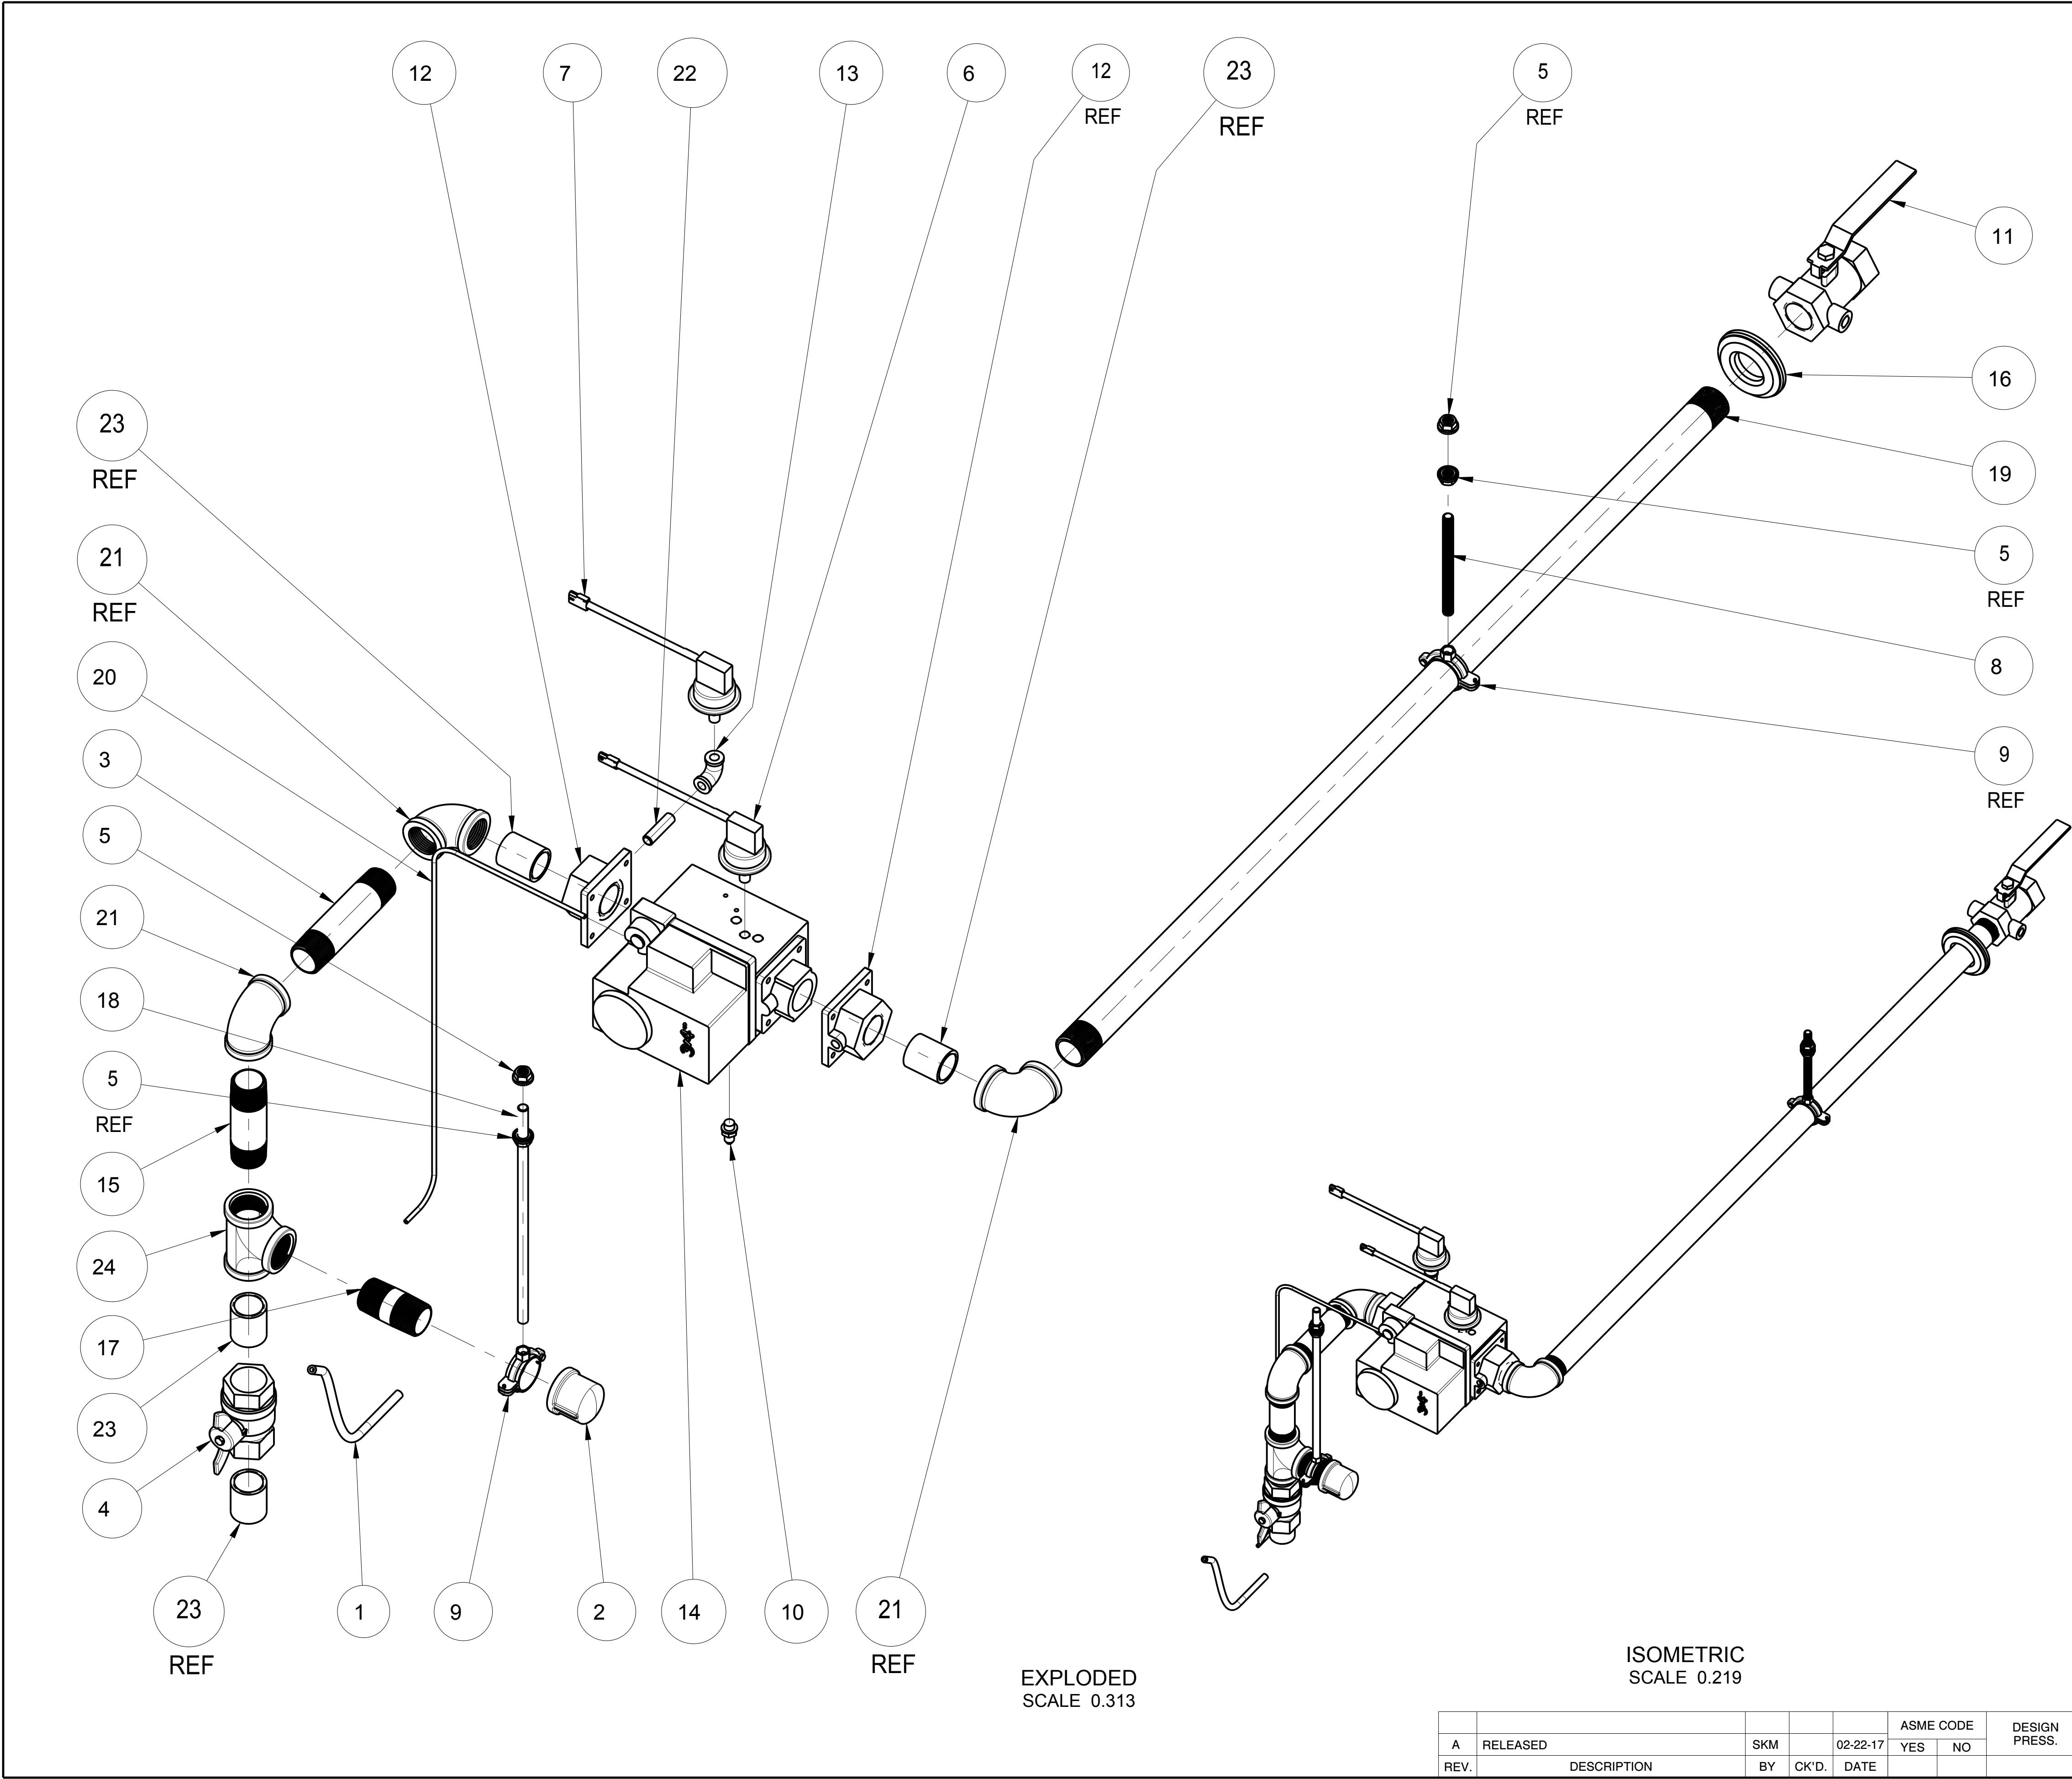 12
7
22
13
6
12
REF
23
REF
5
REF
11
16
19
5
REF
8
9
REF
23
REF
21
REF
20
3
5
21
18
5
REF
15
24
17
23
4
23
REF
1
9
2
14
10
21
REF
EXPLODED
SCALE 0.313
ISOMETRIC
SCALE 0.219
ASME CODE
DESIGN PRESS.
A RELEASED SKM 02-22-17 YES NO
REV. DESCRIPTION BY CK'D. DATE